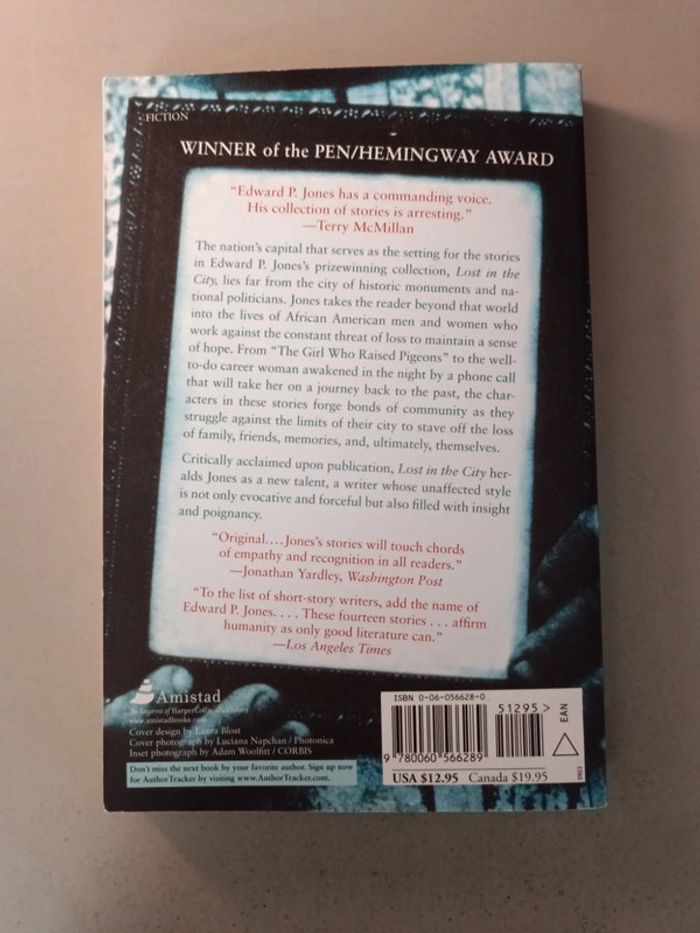 FICTION
WINNER of the PEN/HEMINGWAY AWARD
“Edward P. Jones has a commanding voice.
His collection of stories is arresting.”
—Terry McMillan
The nation’s capital that serves as the setting for the stories
in Edward P. Jones’s prizewinning collection, Lost in the
City, lies far from the city of historic monuments and na-
tional politicians. Jones takes the reader beyond that world
into the lives of African American men and women who
work against the constant threat of loss to maintain a sense
of hope. From “The Girl Who Raised Pigeons” to the well-
to-do career woman awakened in the night by a phone call
that will take her on a journey back to the past, the char-
acters in these stories forge bonds of community as they
struggle against the limits of their city to stave off the loss
of family, friends, memories, and, ultimately, themselves.
Critically acclaimed upon publication, Lost in the City her-
alds Jones as a new talent, a writer whose unaffected style
is not only evocative and forceful but also filled with insight
and poignancy.
“Original....Jones’s stories will touch chords
of empathy and recognition in all readers.”
—Jonathan Yardley, Washington Post
“To the list of short-story writers, add the name of
Edward P. Jones. . . . These fourteen stories . . . affirm
humanity as only good literature can.”
—Los Angeles Times
Amistad
An Imprint of HarperCollinsPublishers
www.amistadbooks.com
Cover design by Laura Blost
Cover photograph by Luciana Napchan / Photonica
Inset photograph by Adam Woolfitt / CORBIS
Don’t miss the next book by your favorite author. Sign up now
for AuthorTracker by visiting www.AuthorTracker.com.
ISBN 0-06-056628-0
51295 >
EAN
9 780060 566289
USA $12.95 Canada $19.95
0903